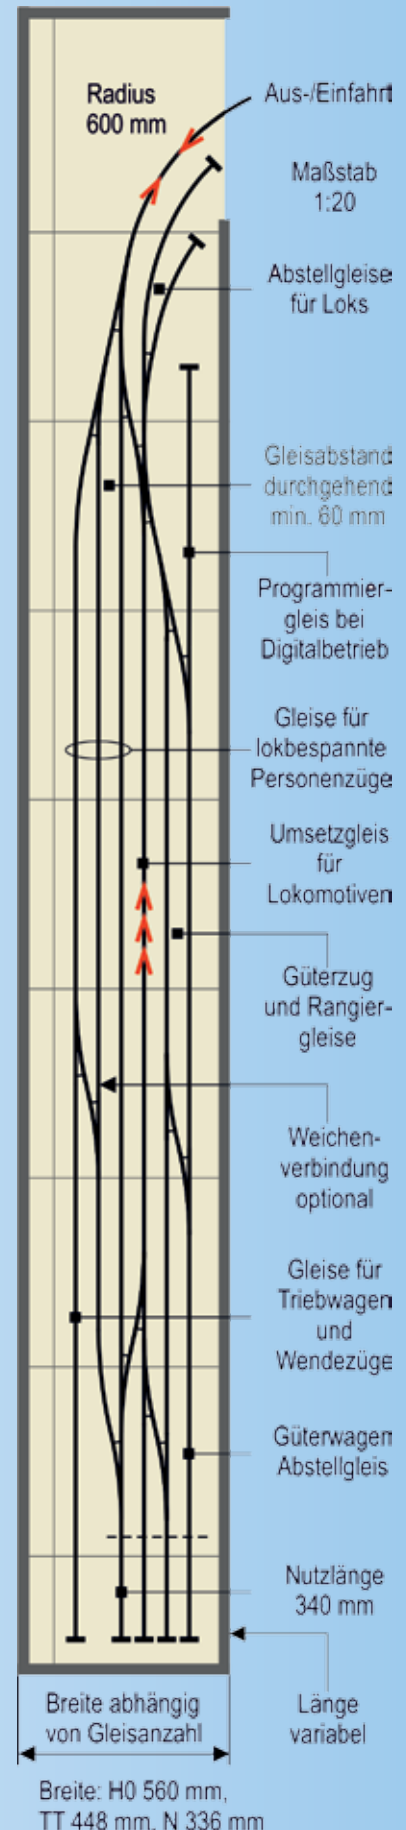 Radius
600 mm
Aus-/Einfahrt
Maßstab
1:20
Abstellgleise
für Loks
Gleisabstand
durchgehend
min. 60 mm
Programmier-
gleis bei
Digitalbetrieb
Gleise für
lokbespannte
Personenzüge
Umsetzgleis
für
Lokomotiven
Güterzug
und Rangier-
gleise
Weichen-
verbindung
optional
Gleise für
Triebwagen
und
Wendezüge
Güterwagen
Abstellgleis
Nutzlänge
340 mm
Länge
variabel
Breite abhängig
von Gleisanzahl
Breite: H0 560 mm,
TT 448 mm, N 336 mm